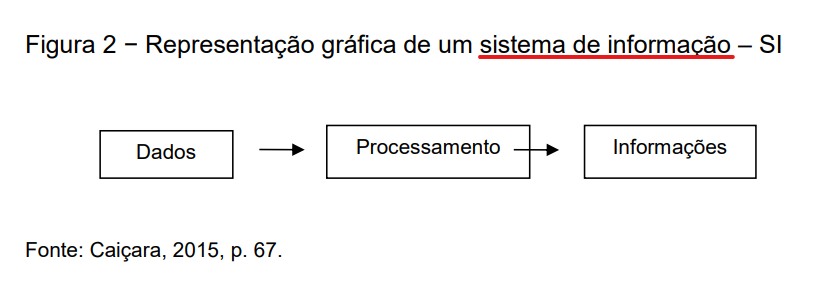 Figura 2 − Representação gráfica de um sistema de informação – SI
Dados Processamento Informações
Fonte: Caiçara, 2015, p. 67.